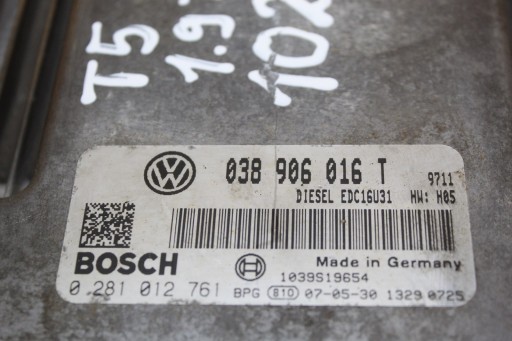 T5
1.9
102
038 906 016 T 9711
DIESEL EDC16U31 HW: H05
BOSCH Made in Germany
1039S19654
0 281 012 761 BPG 810 07-05-30 1329 0725